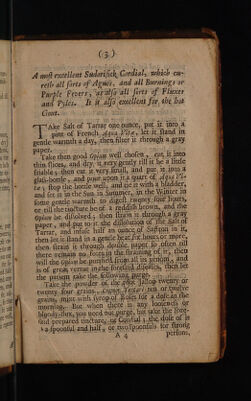 ( 3 )
A most excellent Sudorifick Cordial, which cu-
reth all sorts of Agues, and all Burning or
Purple Fevers, as also all sorts of Fluxes
and Pyles. It is also excellent for the hot
Gout.
TAke Salt of Tartar one ounce, put it into a
pint of French Aqua Vitæ, let it stand in
gentle warmth a day, then filter it through a gray
paper.
Take then good Opium well chosen, cut it into
thin slices, and dry it very gently till it be a little
friable, then cut it very small, and put it into a
glass-bottle, and pour upon it a quart of Aqua Vi-
tæ, stop the bottle well, and tie it with a bladder,
and set it in the Sun in Summer, in the Winter in
some gentle warmth to digest twenty four hours,
or till the tincture be of a reddish brown, and the
Opium be dissolved, then strain it through a gray
paper, and put to it the dissolution of the Salt of
Tartar, and infuse half an ounce of Saffron in it,
then let it stand in a gentle heat six hours or more,
then strain it through double paper so often till
there remain no foots in the straining of it, then
will the Opium be purified from all its venom, and
is of great vertue in the foresaid diseases, then let
the patient take the following purge.
Take the powder of the root Jallop twenty or
twenty four grains, Cremor Tartari ten or twelve
grains, mixt with syrop of Roses for a dose in the
morning. But when there is any looseness or
bloody-flux, you need not purge, but take the fore-
said prepared tincture, or Cordial; the dose of it
is a spoonful and half, or two spoonfuls for strong
A 4 persons,